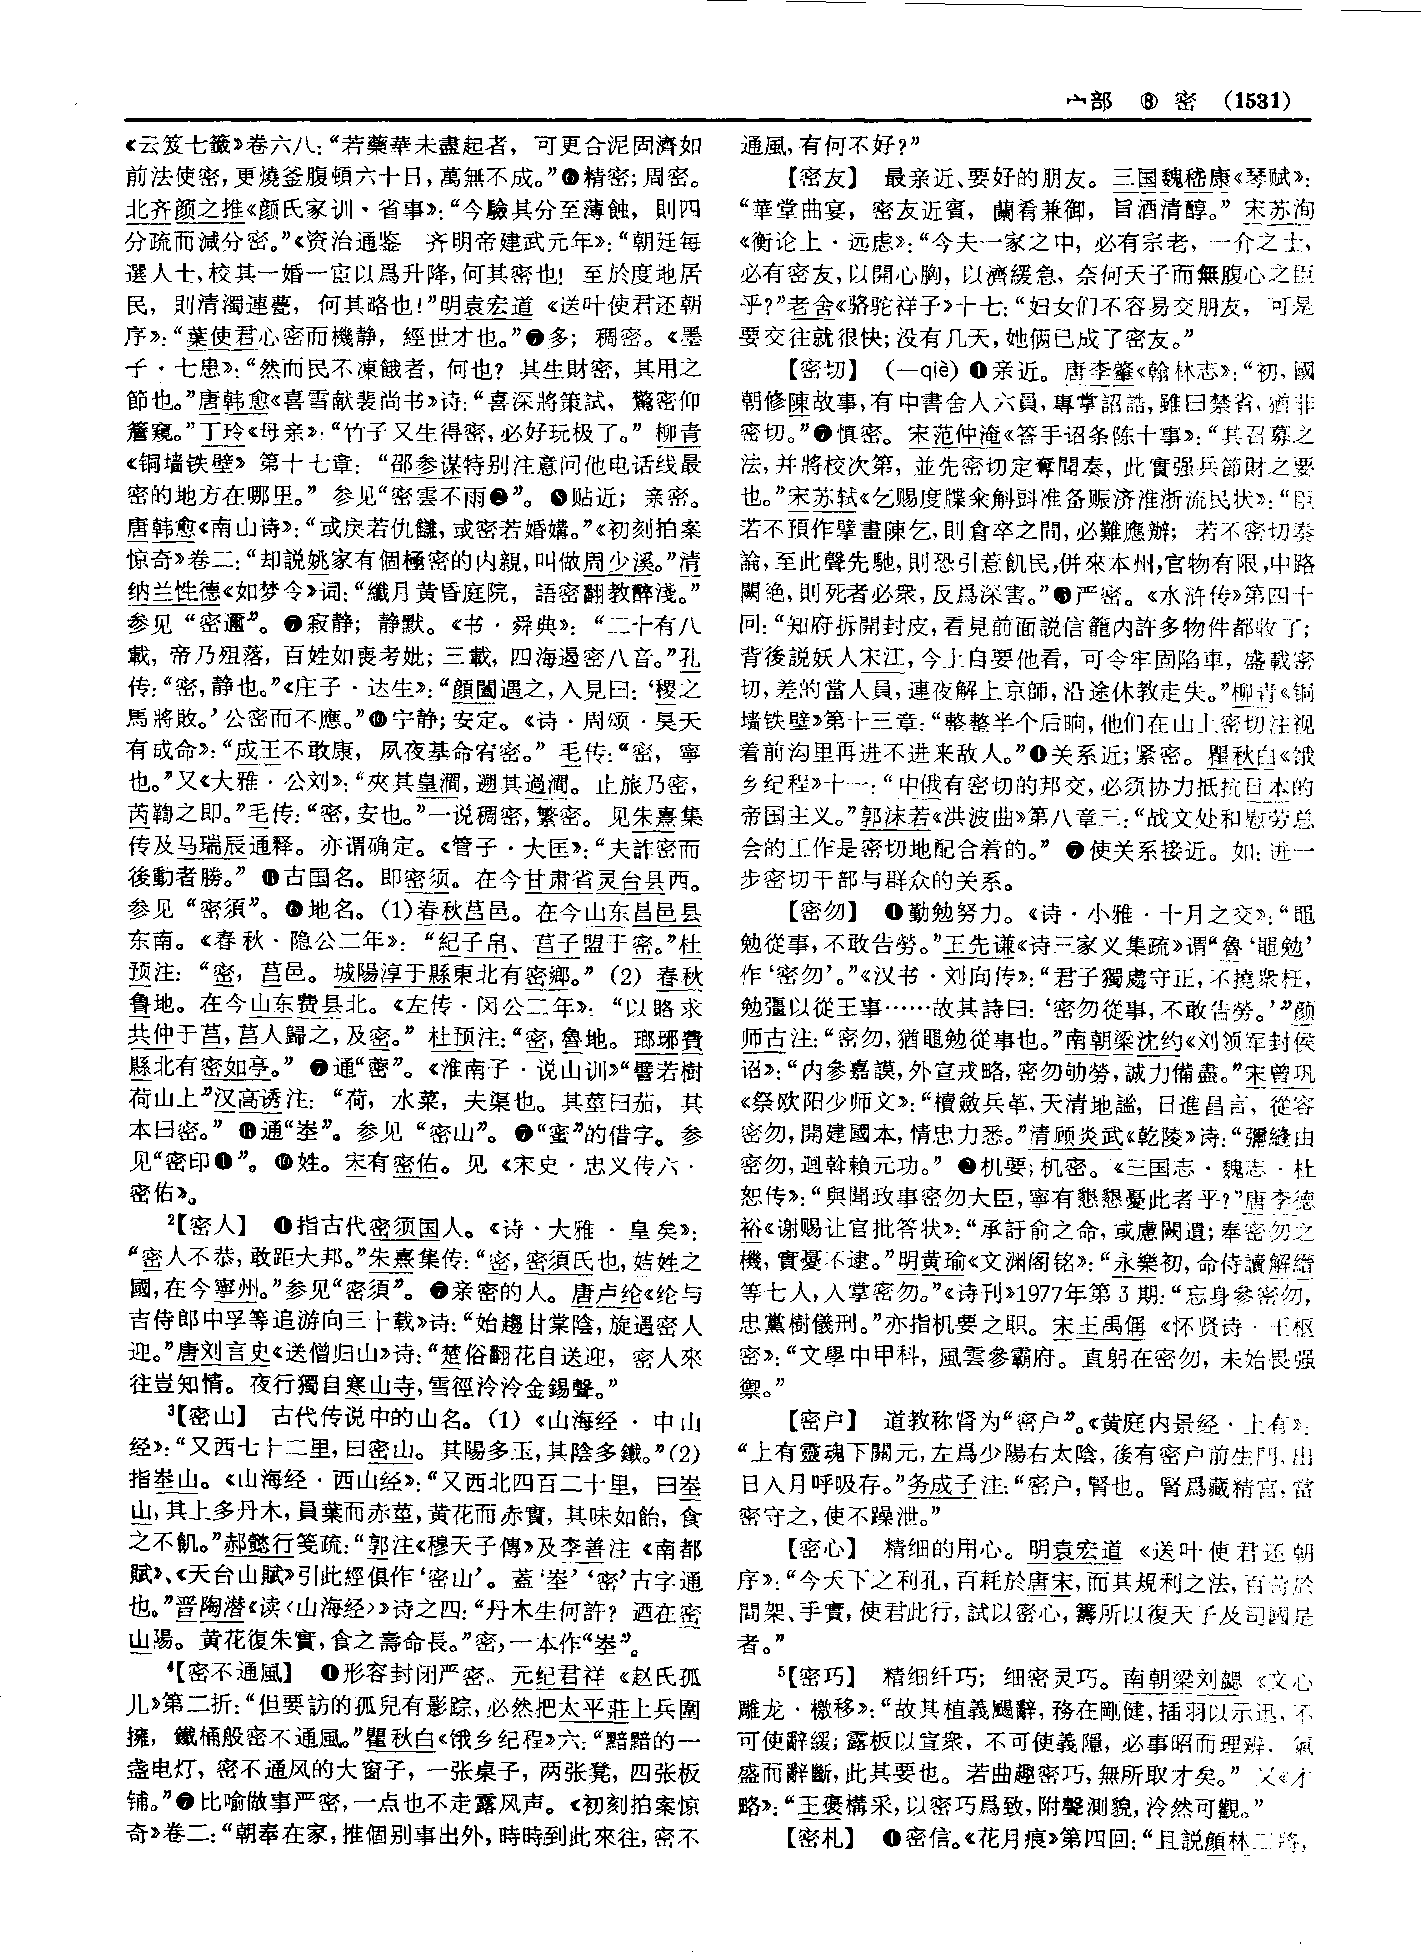 宀部 ⑧ 密 (1531)
《云笈七籤》卷六八：“若藥華未盡起者，可更合泥固濟如
前法使密，更燒釜腹頓六十日，萬無不成。”❻精密；周密。
北齐颜之推《颜氏家训·省事》：“今驗其分至薄蝕，則四
分疏而減分密。”《资治通鉴 齐明帝建武元年》：“朝廷每
選人士，校其一婚一宦以爲升降，何其密也！至於度地居
民，則清濁連甍，何其略也！”明袁宏道《送叶使君还朝
序》：“葉使君心密而機静，經世才也。”❼多；稠密。《墨
子·七患》：“然而民不凍餓者，何也？其生財密，其用之
節也。”唐韩愈《喜雪献裴尚书》诗：“喜深將策試，驚密仰
簷窺。”丁玲《母亲》：“竹子又生得密，必好玩极了。”柳青
《铜墙铁壁》第十七章：“邵参谋特别注意问他电话线最
密的地方在哪里。”参见“密雲不雨❷”。❽贴近；亲密。
唐韩愈《南山诗》：“或戾若仇讎，或密若婚媾。”《初刻拍案
惊奇》卷二：“却説姚家有個極密的内親，叫做周少溪。”清
纳兰性德《如梦令》词：“纖月黄昏庭院，語密翻教醉淺。”
参见“密邇”。❾寂静；静默。《书·舜典》：“二十有八
載，帝乃殂落，百姓如喪考妣；三載，四海遏密八音。”孔
传：“密，静也。”《庄子·达生》：“顔闔遇之，入見曰：‘稷之
馬將敗。’公密而不應。”❿宁静；安定。《诗·周颂·昊天
有成命》：“成王不敢康，夙夜基命宥密。”毛传：“密，寧
也。”又《大雅·公刘》：“夾其皇澗，遡其過澗。止旅乃密，
芮鞫之即。”毛传：“密，安也。”一说稠密，繁密。见朱熹集
传及马瑞辰通释。亦谓确定。《管子·大匡》：“夫詐密而
後動者勝。”⓫古国名。即密须。在今甘肃省灵台县西。
参见“密須”。⓬地名。(1)春秋莒邑。在今山东昌邑县
东南。《春秋·隐公二年》：“紀子帛、莒子盟于密。”杜
预注：“密，莒邑。城陽淳于縣東北有密鄉。”(2)春秋
鲁地。在今山东费县北。《左传·闵公二年》：“以賂求
共仲于莒，莒人歸之，及密。”杜预注：“密，魯地。瑯琊費
縣北有密如亭。”⓭通“蔤”。《淮南子·说山训》“譬若樹
荷山上”汉高诱注：“荷，水菜，夫渠也。其莖曰茄，其
本曰密。”⓮通“峚”。参见“密山”。⓯“蜜”的借字。参
见“密印❶”。⓰姓。宋有密佑。见《宋史·忠义传六·
密佑》。
²【密人】 ❶指古代密须国人。《诗·大雅·皇矣》：
“密人不恭，敢距大邦。”朱熹集传：“密，密須氏也，姞姓之
國，在今寧州。”参见“密須”。❷亲密的人。唐卢纶《纶与
吉侍郎中孚等追游向三十载》诗：“始趨甘棠陰，旋遇密人
迎。”唐刘言史《送僧归山》诗：“楚俗翻花自送迎，密人來
往豈知情。夜行獨自寒山寺，雪徑泠泠金錫聲。”
³【密山】 古代传说中的山名。(1)《山海经·中山
经》：“又西七十二里，曰密山。其陽多玉，其陰多鐵。”(2)
指峚山。《山海经·西山经》：“又西北四百二十里，曰峚
山，其上多丹木，員葉而赤莖，黄花而赤實，其味如飴，食
之不飢。”郝懿行笺疏：“郭注《穆天子傳》及李善注《南都
賦》、《天台山賦》引此經俱作‘密山’。蓋‘峚’‘密’古字通
也。”晋陶潜《读〈山海经〉》诗之四：“丹木生何許？迺在密
山陽。黄花復朱實，食之壽命長。”密，一本作“峚”。
⁴【密不通風】 ❶形容封闭严密。元纪君祥《赵氏孤
儿》第二折：“但要訪的孤兒有影踪，必然把太平莊上兵圍
擁，鐵桶般密不通風。”瞿秋白《饿乡纪程》六：“黯黯的一
盏电灯，密不通风的大窗子，一张桌子，两张凳，四张板
铺。”❷比喻做事严密，一点也不走露风声。《初刻拍案惊
奇》卷二：“朝奉在家，推個别事出外，時時到此來往，密不
通風，有何不好？”
【密友】 最亲近、要好的朋友。三国魏嵇康《琴赋》：
“華堂曲宴，密友近賓，蘭肴兼御，旨酒清醇。”宋苏洵
《衡论上·远虑》：“今夫一家之中，必有宗老，一介之士，
必有密友，以開心胸，以濟緩急，奈何天子而無腹心之臣
乎？”老舍《骆驼祥子》十七：“妇女们不容易交朋友，可是
要交往就很快；没有几天，她俩已成了密友。”
【密切】 (—qiè) ❶亲近。唐李肇《翰林志》：“初，國
朝修陳故事，有中書舍人六員，專掌詔誥，雖曰禁省，猶非
密切。”❷慎密。宋范仲淹《答手诏条陈十事》：“其召募之
法，并將校次第，並先密切定奪聞奏，此實强兵節財之要
也。”宋苏轼《乞赐度牒籴斛㪷准备赈济淮浙流民状》：“臣
若不預作擘畫陳乞，則倉卒之間，必難應辦；若不密切奏
論，至此聲先馳，則恐引惹飢民，併來本州，官物有限，中路
闕絶，則死者必衆，反爲深害。”❸严密。《水浒传》第四十
回：“知府拆開封皮，看見前面説信籠内許多物件都收了；
背後説妖人宋江，今上自要他看，可令牢固陷車，盛載密
切，差的當人員，連夜解上京師，沿途休教走失。”柳青《铜
墙铁壁》第十三章：“整整半个后晌，他们在山上密切注视
着前沟里再进不进来敌人。”❹关系近；紧密。瞿秋白《饿
乡纪程》十一：“中俄有密切的邦交，必须协力抵抗日本的
帝国主义。”郭沫若《洪波曲》第八章三：“战文处和慰劳总
会的工作是密切地配合着的。”❺使关系接近。如：进一
步密切干部与群众的关系。
【密勿】 ❶勤勉努力。《诗·小雅·十月之交》：“黽
勉從事，不敢告勞。”王先谦《诗三家义集疏》谓“魯‘黽勉’
作‘密勿’。”《汉书·刘向传》：“君子獨處守正，不撓衆枉，
勉彊以從王事……故其詩曰：‘密勿從事，不敢告勞。’”颜
师古注：“密勿，猶黽勉從事也。”南朝梁沈约《刘领军封侯
诏》：“内參嘉謨，外宣戎略，密勿劬勞，誠力備盡。”宋曾巩
《祭欧阳少师文》：“櫝斂兵革，天清地謐，日進昌言，從容
密勿，開建國本，情忠力悉。”清顾炎武《乾陵》诗：“彌縫由
密勿，迴斡賴元功。”❷机要；机密。《三国志·魏志·杜
恕传》：“與聞政事密勿大臣，寧有懇懇憂此者乎？”唐李德
裕《谢赐让官批答状》：“承訏俞之命，或慮闕遺；奉密勿之
機，實憂不逮。”明黄瑜《文渊阁铭》：“永樂初，命侍讀解縉
等七人，入掌密勿。”《诗刊》1977年第3期：“忘身參密勿，
忠黨樹儀刑。”亦指机要之职。宋王禹偁《怀贤诗·王枢
密》：“文學中甲科，風雲參霸府。直躬在密勿，未始畏强
禦。”
【密户】 道教称肾为“密户”。《黄庭内景经·上有》：
“上有靈魂下關元，左爲少陽右太陰，後有密户前生門，出
日入月呼吸存。”务成子注：“密户，腎也。腎爲藏精宫，當
密守之，使不躁泄。”
【密心】 精细的用心。明袁宏道《送叶使君还朝
序》：“今天下之利孔，百耗於唐宋，而其規利之法，百苛於
間架、手實，使君此行，試以密心，籌所以復天子及司國是
者。”
⁵【密巧】 精细纤巧；细密灵巧。南朝梁刘勰《文心
雕龙·檄移》：“故其植義颺辭，務在剛健，插羽以示迅，不
可使辭緩；露板以宣衆，不可使義隱，必事昭而理辨，氣
盛而辭斷，此其要也。若曲趣密巧，無所取才矣。”又《才
略》：“王褒構采，以密巧爲致，附聲測貌，泠然可觀。”
【密札】 ❶密信。《花月痕》第四回：“且説顔林二將，